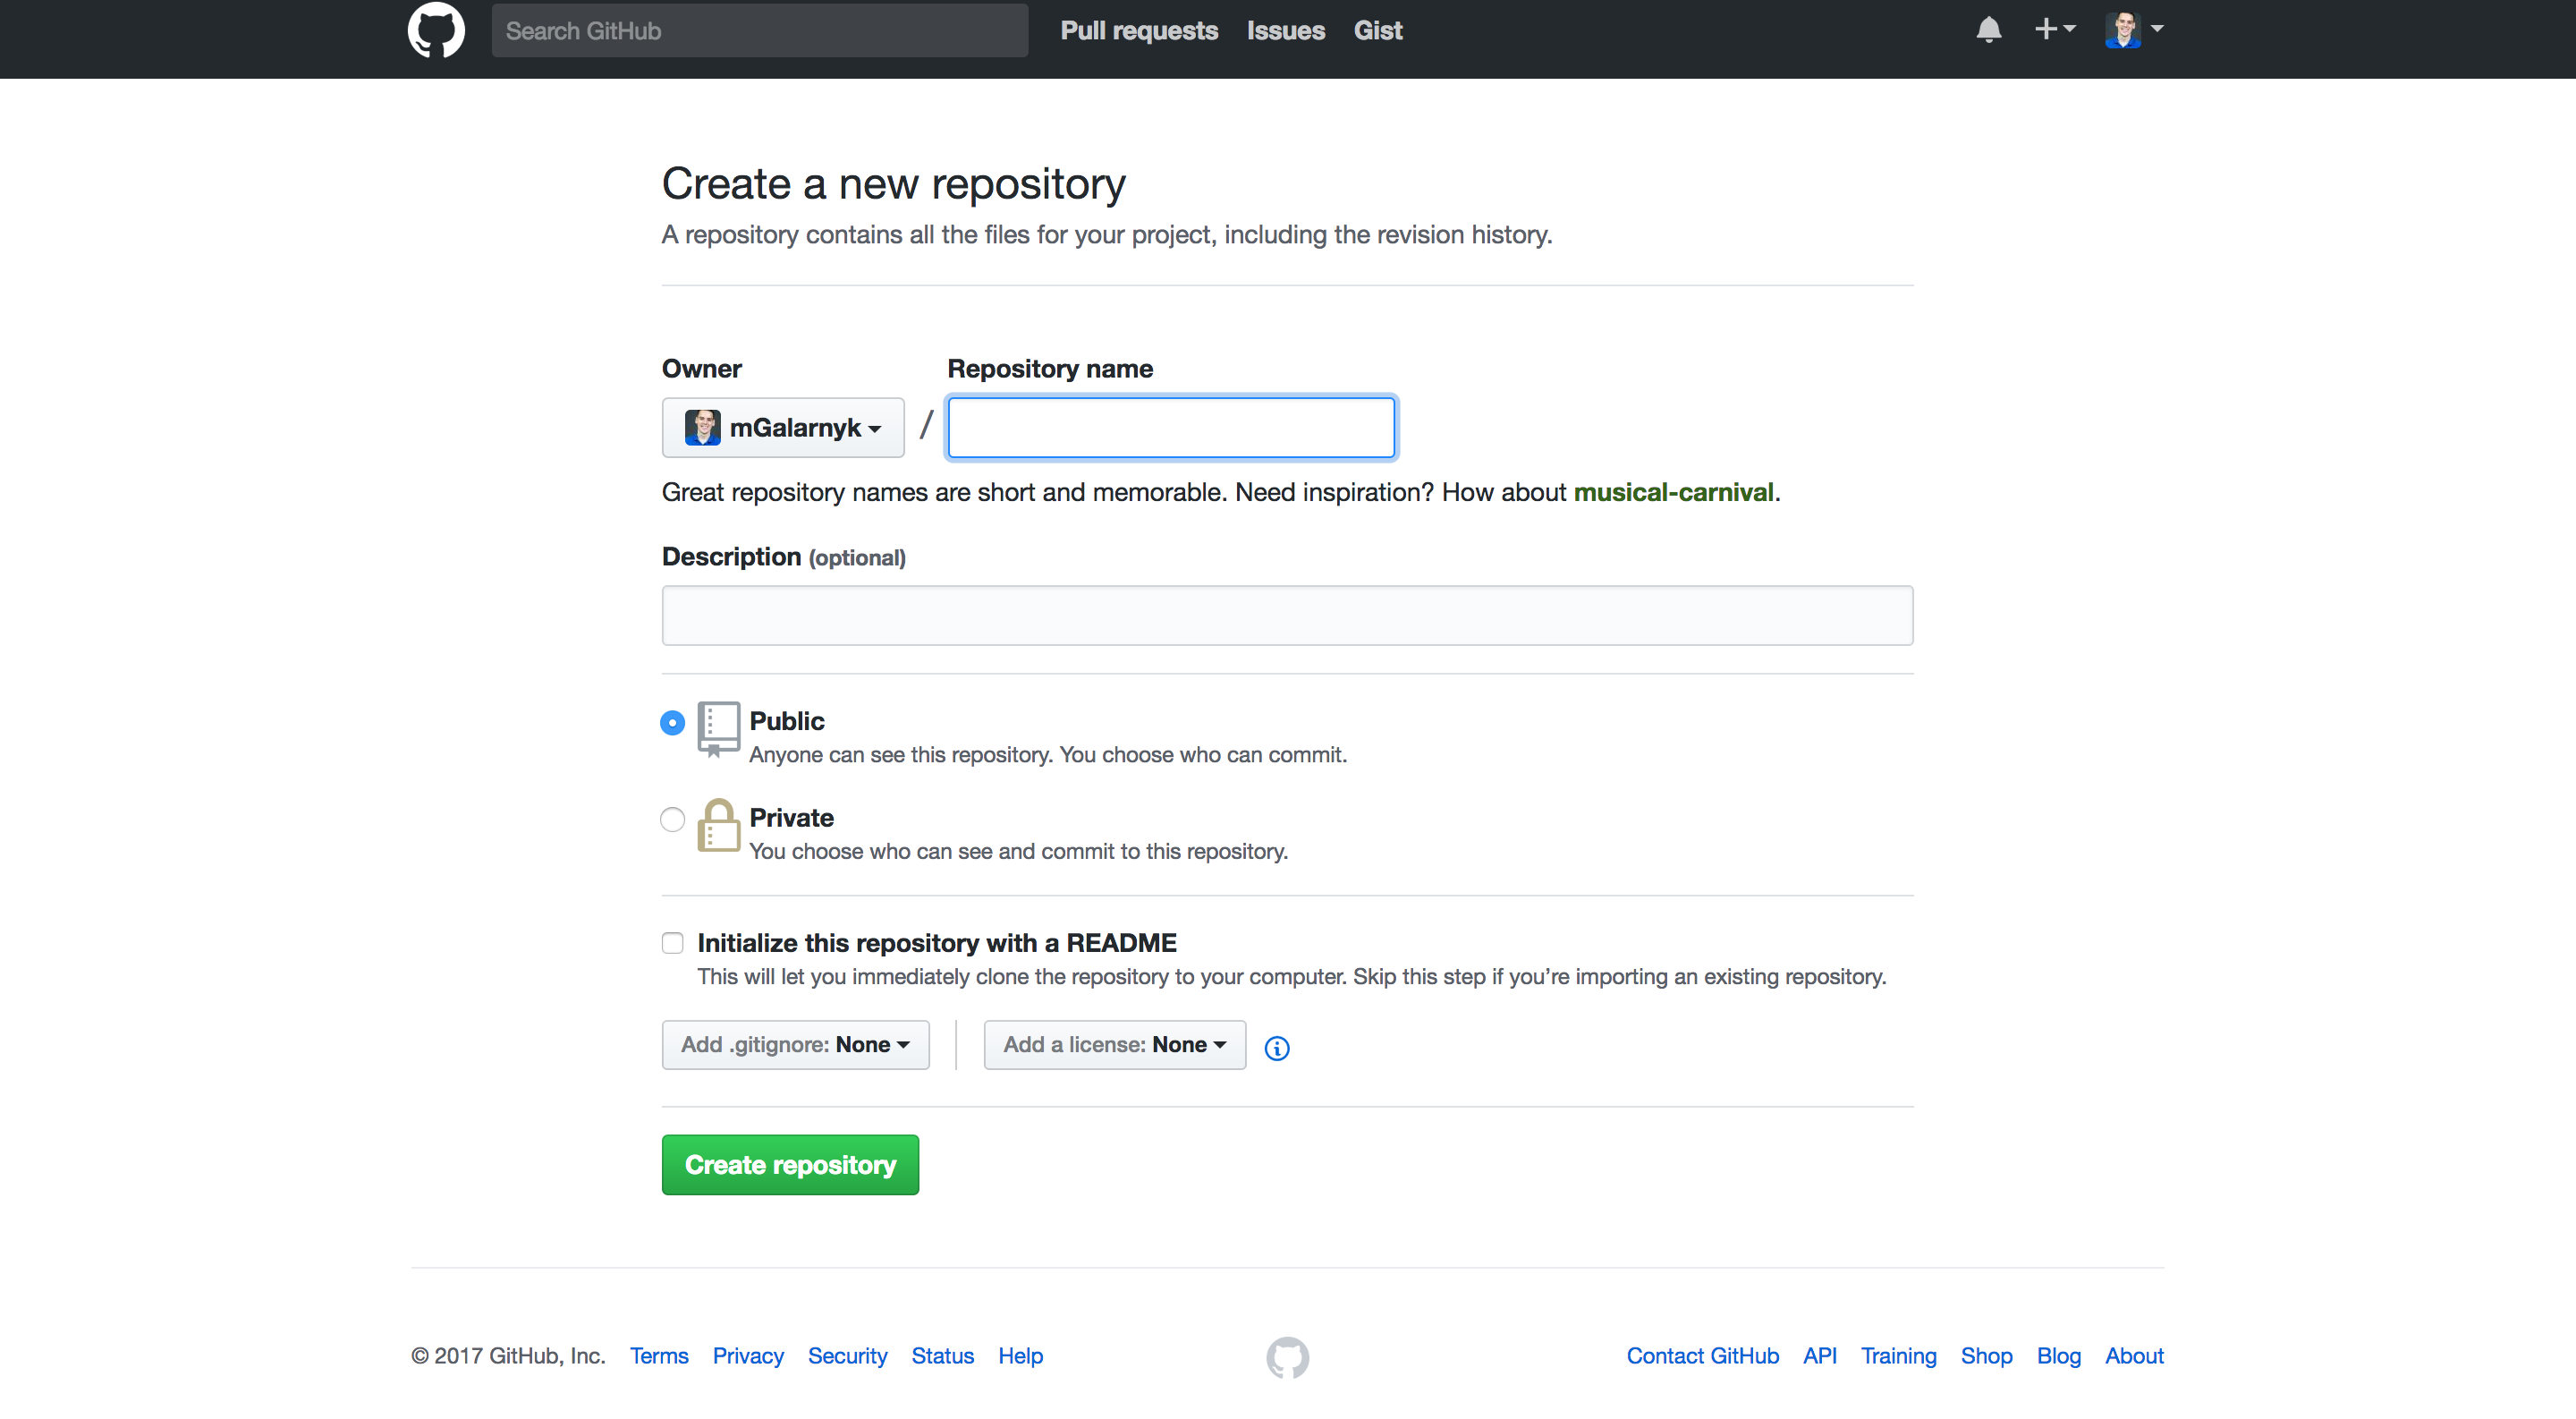 Search GitHub Pull requests Issues Gist
Create a new repository
A repository contains all the files for your project, including the revision history.
Owner Repository name
mGalarnyk /
Great repository names are short and memorable. Need inspiration? How about musical-carnival.
Description (optional)
Public
Anyone can see this repository. You choose who can commit.
Private
You choose who can see and commit to this repository.
Initialize this repository with a README
This will let you immediately clone the repository to your computer. Skip this step if you’re importing an existing repository.
Add .gitignore: None Add a license: None
Create repository
© 2017 GitHub, Inc. Terms Privacy Security Status Help Contact GitHub API Training Shop Blog About